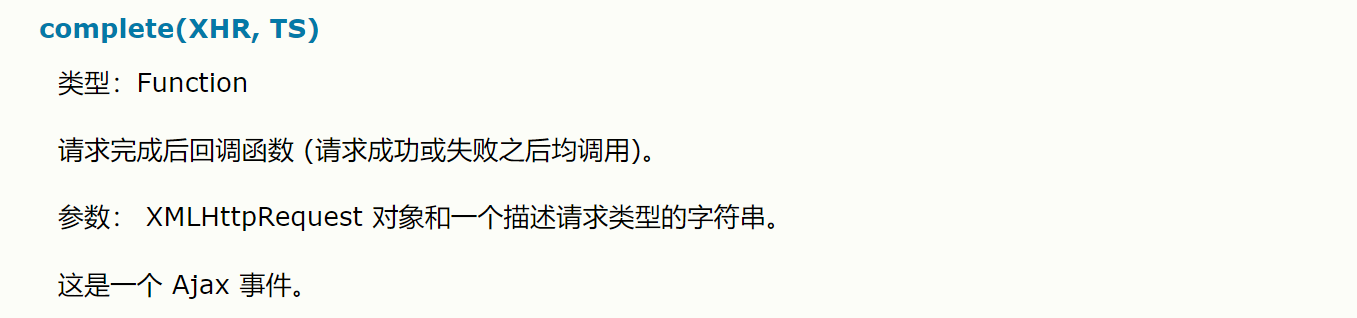 complete(XHR, TS)
类型：Function
请求完成后回调函数 (请求成功或失败之后均调用)。
参数： XMLHttpRequest 对象和一个描述请求类型的字符串。
这是一个 Ajax 事件。